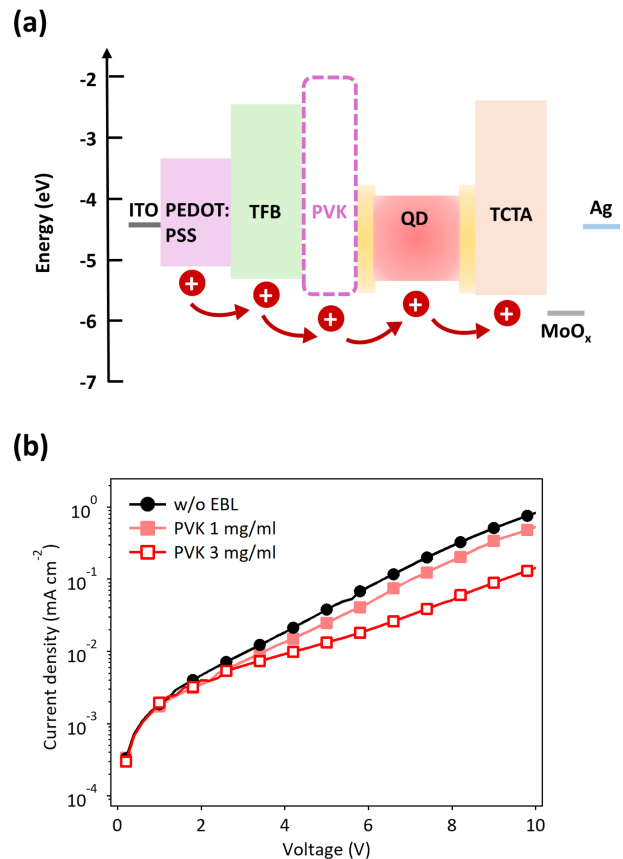 (a)
-2
-3
-4
-5
-6
-7
Energy (eV)
ITO
PEDOT:
PSS
TFB
PVK
QD
TCTA
Ag
MoOₓ
+
+
+
+
+
(b)
w/o EBL
PVK 1 mg/ml
PVK 3 mg/ml
10⁰
10⁻¹
10⁻²
10⁻³
10⁻⁴
Current density (mA cm⁻²)
0 2 4 6 8 10
Voltage (V)